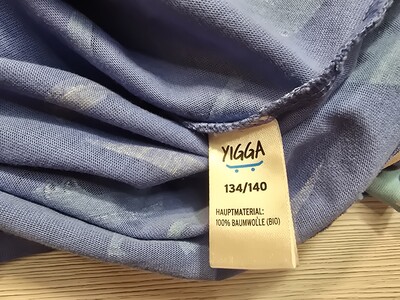 YIGGA
134/140
HAUPTMATERIAL:
100% BAUMWOLLE (BIO)